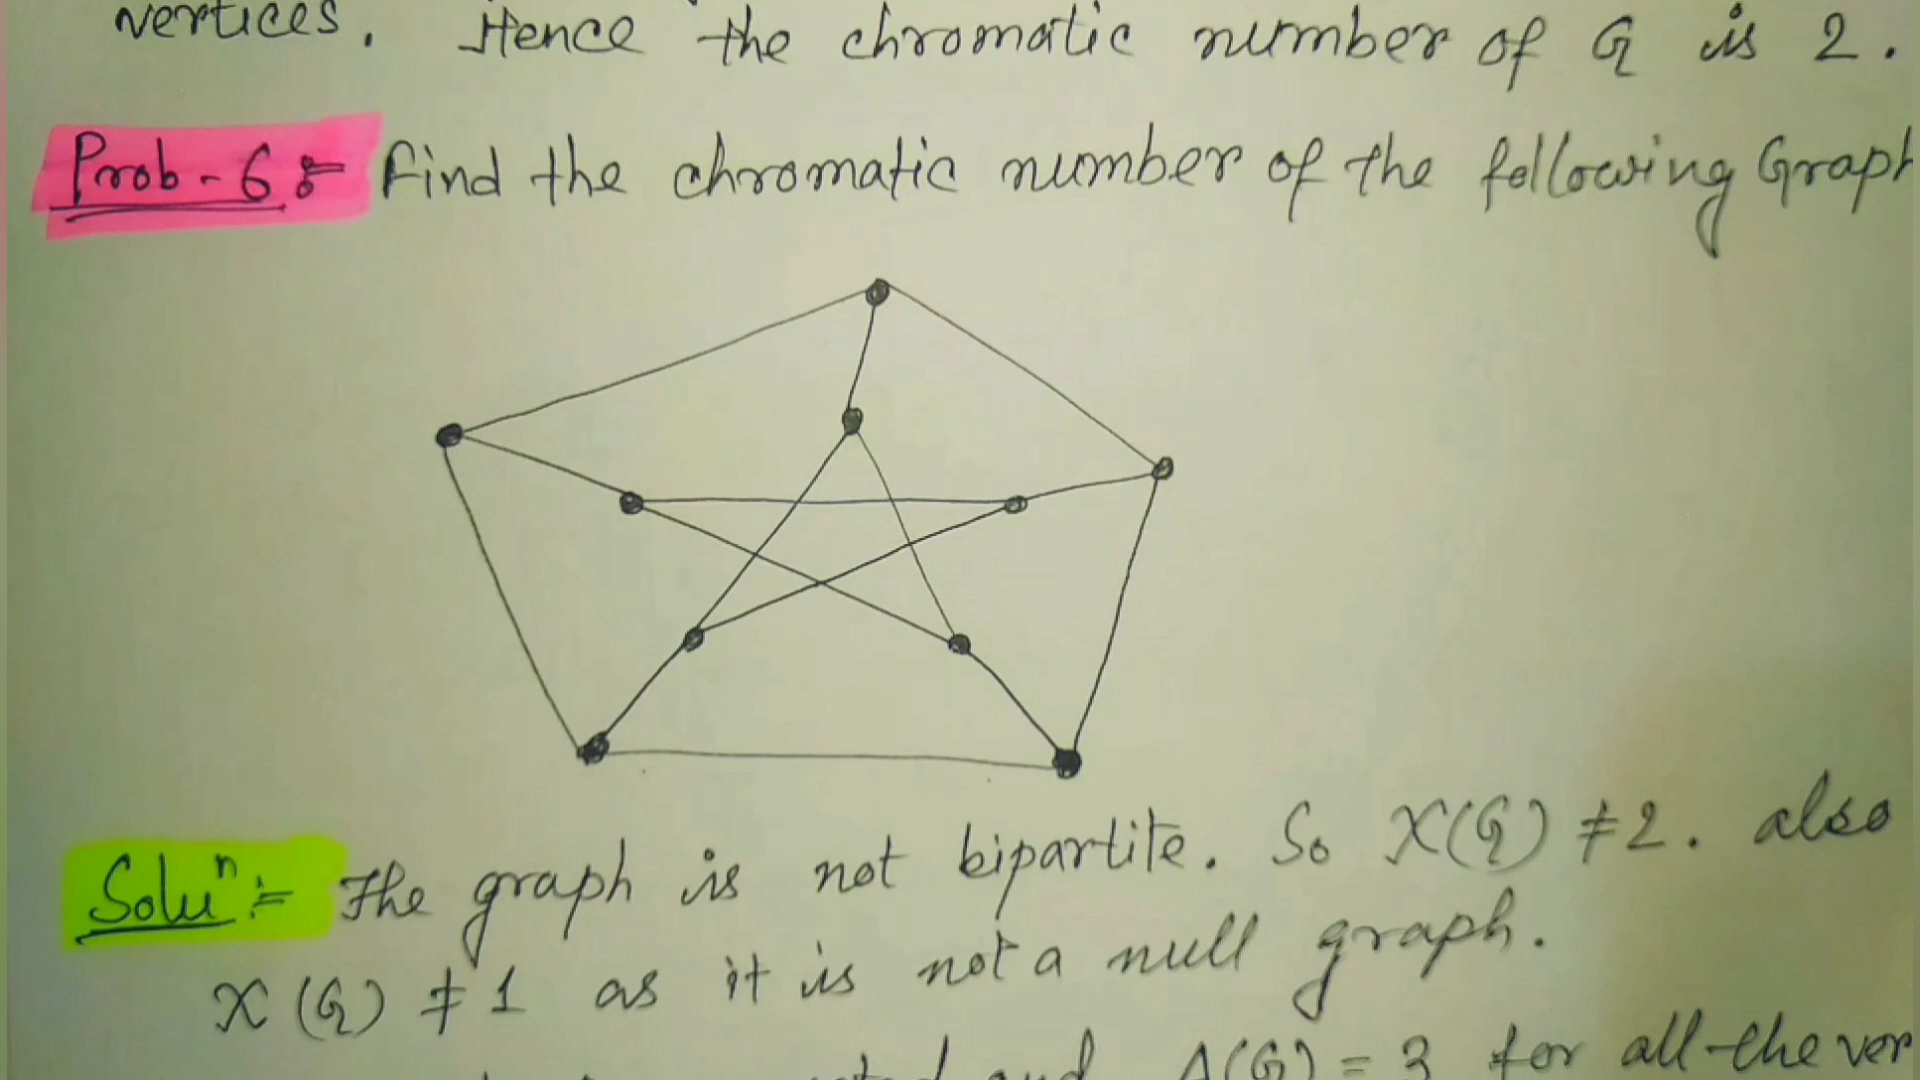 vertices. Hence the chromatic number of G is 2.
Prob-6:- Find the chromatic number of the following Graph
Soluⁿ:- The graph is not bipartite. So X(G) ≠ 2. also
X(G) ≠ 1 as it is not a null graph.
and Δ(G) = 3 for all the ver